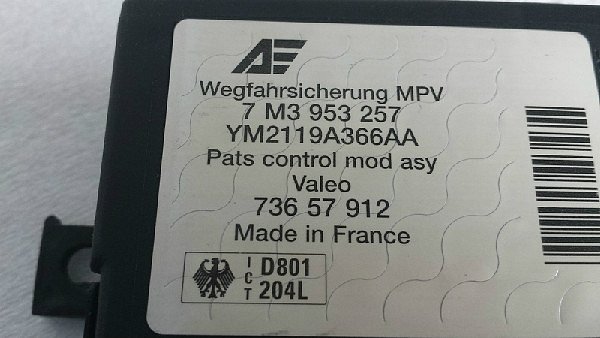 AE
Wegfahrsicherung MPV
7 M3 953 257
YM2119A366AA
Pats control mod asy
Valeo
736 57 912
Made in France
ICT D801
204L